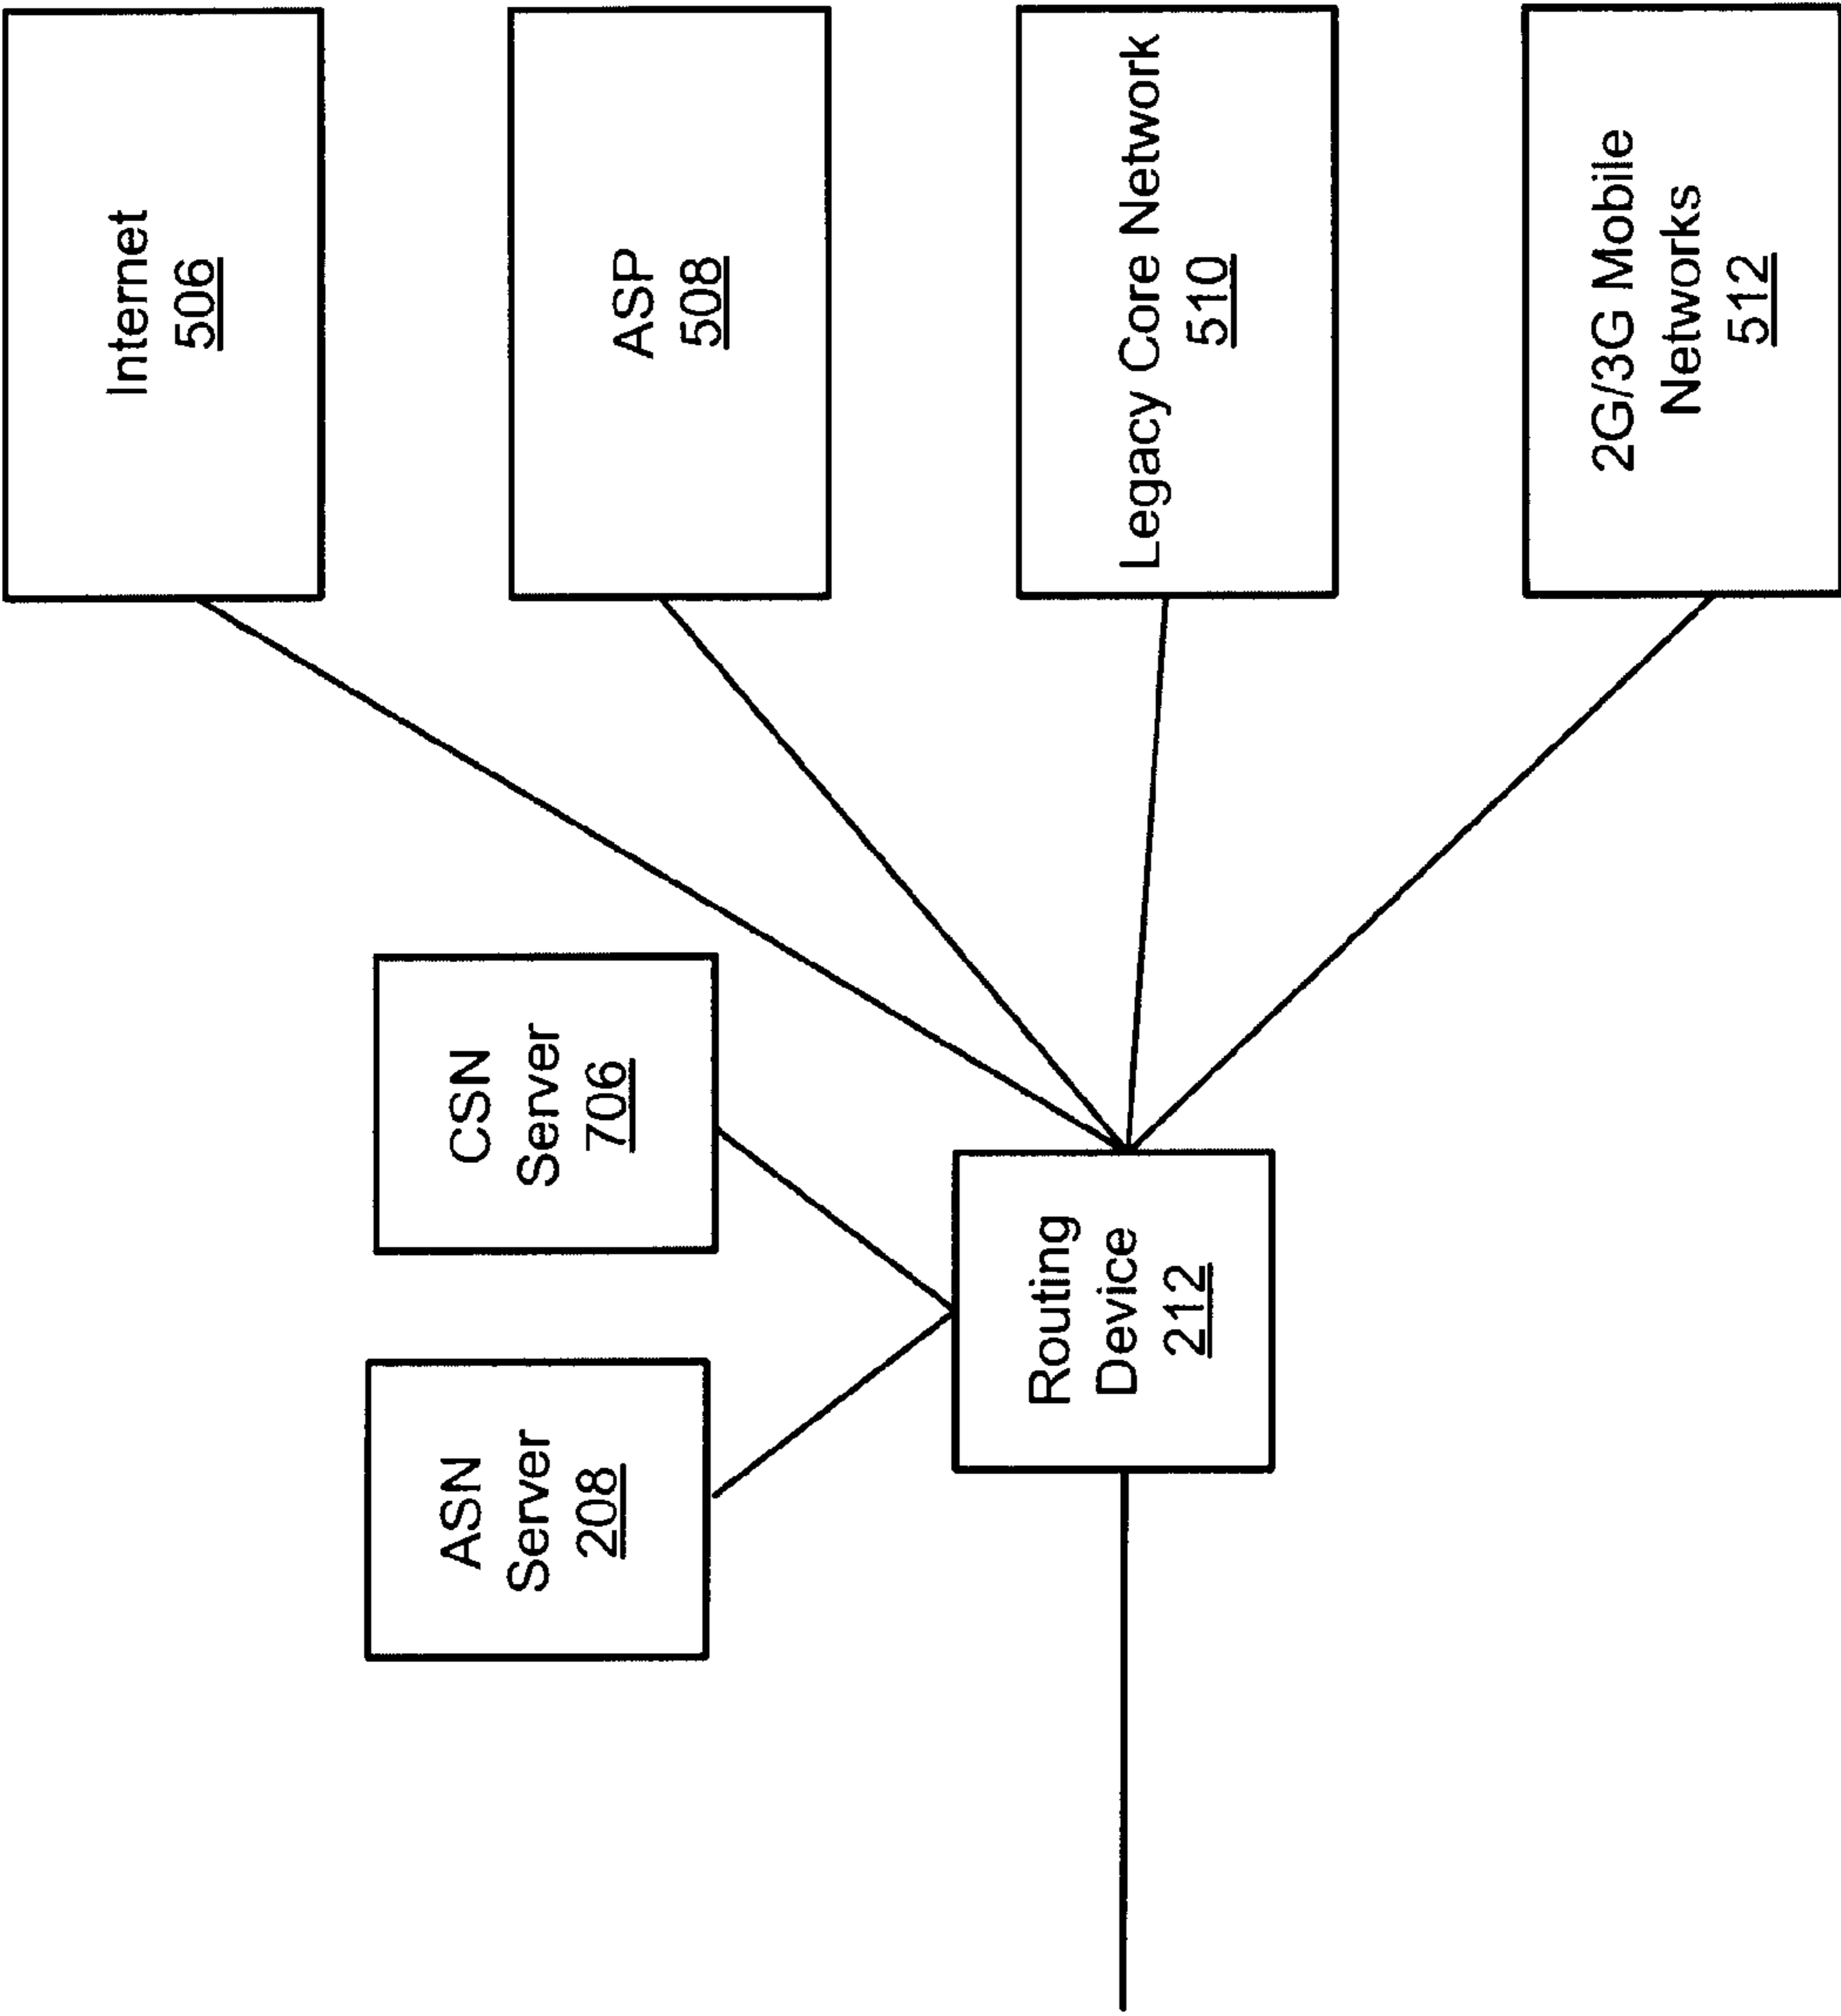 Internet
506
ASP
508
Legacy Core Network
510
2G/3G Mobile
Networks
512
CSN
Server
706
ASN
Server
208
Routing
Device
212